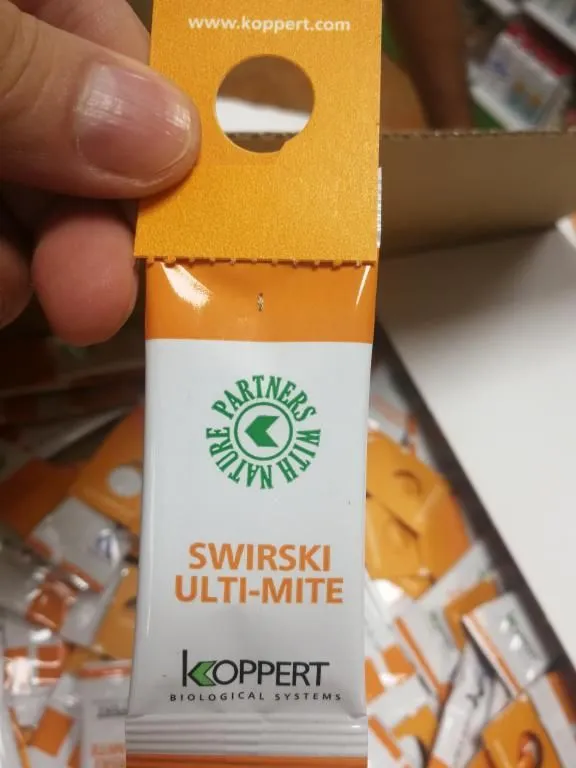 www.koppert.com
PARTNERS WITH NATURE
SWIRSKI
ULTI-MITE
KOPPERT
BIOLOGICAL SYSTEMS